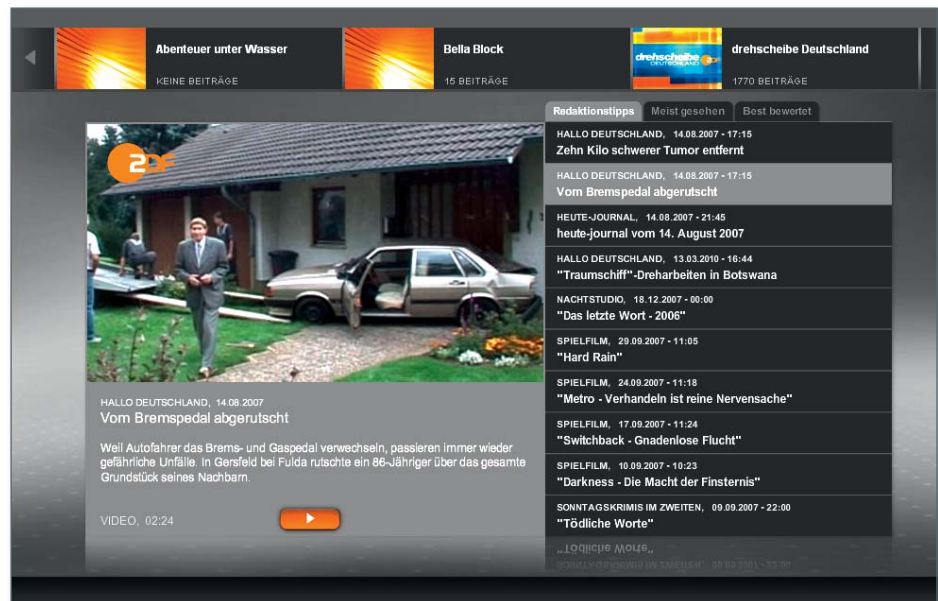 Abenteuer unter Wasser
KEINE BEITRÄGE
Bella Block
15 BEITRÄGE
drehscheibe
DEUTSCHLAND
drehscheibe Deutschland
1770 BEITRÄGE
Redaktionstipps
Meist gesehen
Best bewertet
HALLO DEUTSCHLAND, 14.08.2007 - 17:15
Zehn Kilo schwerer Tumor entfernt
HALLO DEUTSCHLAND, 14.08.2007 - 17:15
Vom Bremspedal abgerutscht
HEUTE-JOURNAL, 14.08.2007 - 21:45
heute-journal vom 14. August 2007
HALLO DEUTSCHLAND, 13.03.2010 - 16:44
"Traumschiff"-Dreharbeiten in Botswana
NACHTSTUDIO, 18.12.2007 - 00:00
"Das letzte Wort - 2006"
SPIELFILM, 29.09.2007 - 11:05
"Hard Rain"
SPIELFILM, 24.09.2007 - 11:18
"Metro - Verhandeln ist reine Nervensache"
SPIELFILM, 17.09.2007 - 11:24
"Switchback - Gnadenlose Flucht"
SPIELFILM, 10.09.2007 - 10:23
"Darkness - Die Macht der Finsternis"
SONNTAGSKRIMIS IM ZWEITEN, 09.09.2007 - 22:00
"Tödliche Worte"
ZDF
HALLO DEUTSCHLAND, 14.08.2007
Vom Bremspedal abgerutscht
Weil Autofahrer das Brems- und Gaspedal verwechseln, passieren immer wieder
gefährliche Unfälle. In Gersfeld bei Fulda rutschte ein 86-Jähriger über das gesamte
Grundstück seines Nachbarn.
VIDEO, 02:24